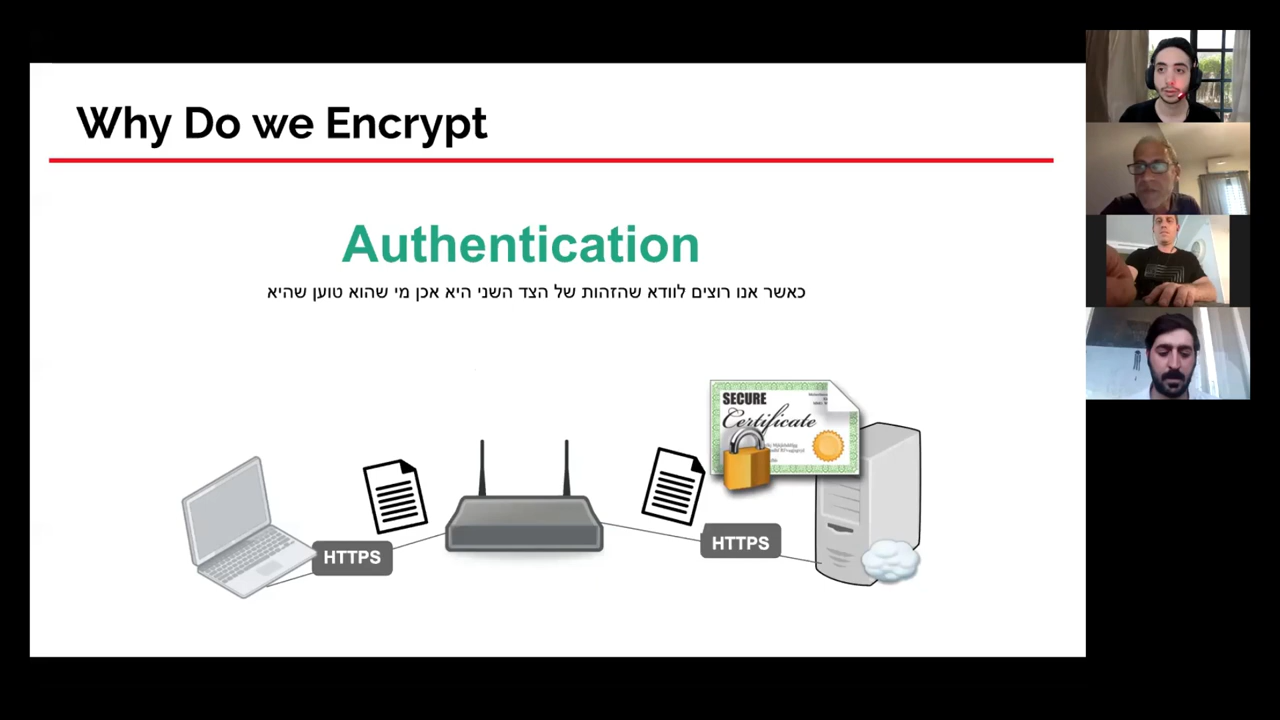 Why Do we Encrypt
Authentication
כאשר אנו רוצים לוודא שהזהות של הצד השני היא אכן מי שהוא טוען שהיא
SECURE
Certificate
HTTPS
HTTPS